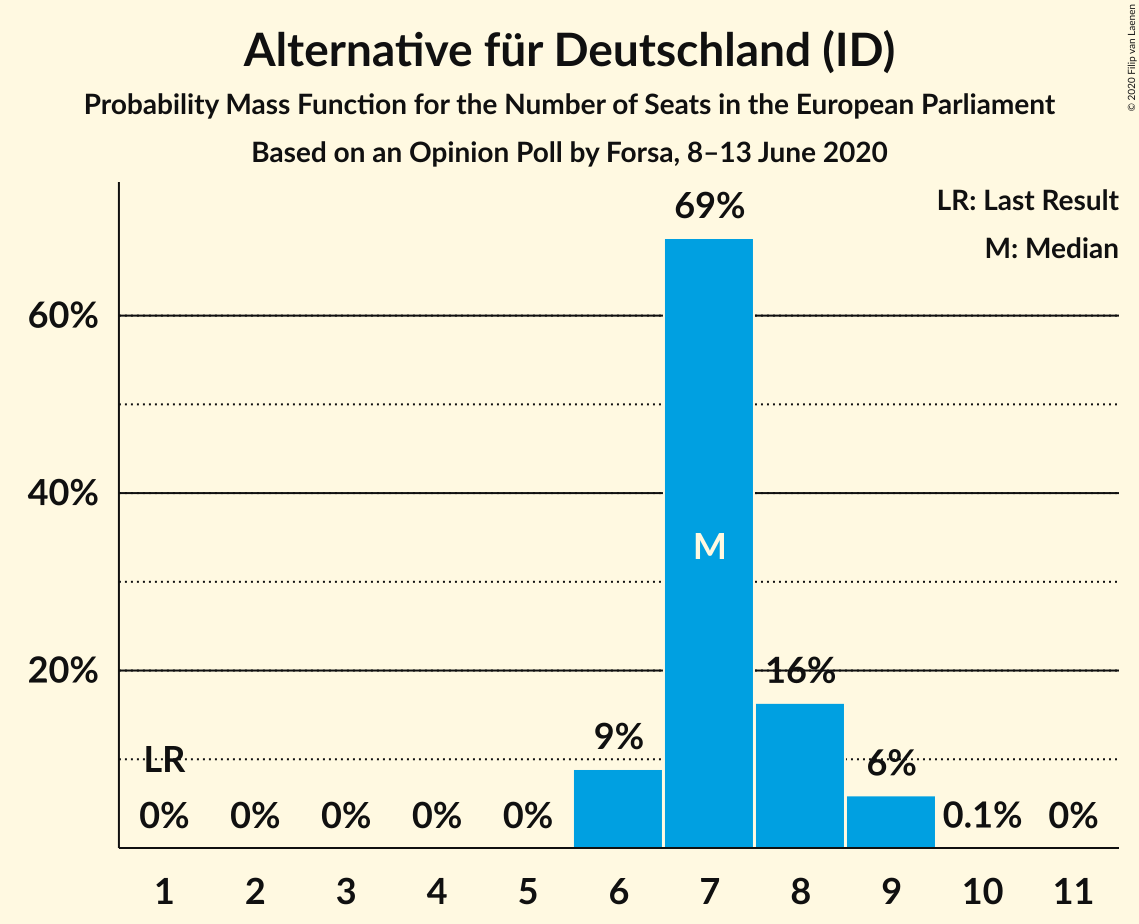 Alternative für Deutschland (ID)
Probability Mass Function for the Number of Seats in the European Parliament
Based on an Opinion Poll by Forsa, 8–13 June 2020
© 2020 Filip van Laenen
LR: Last Result
M: Median
69%
60%
40%
M
20%
16%
9%
6%
LR
0%
0%
0%
0%
0%
0.1%
0%
1 2 3 4 5 6 7 8 9 10 11